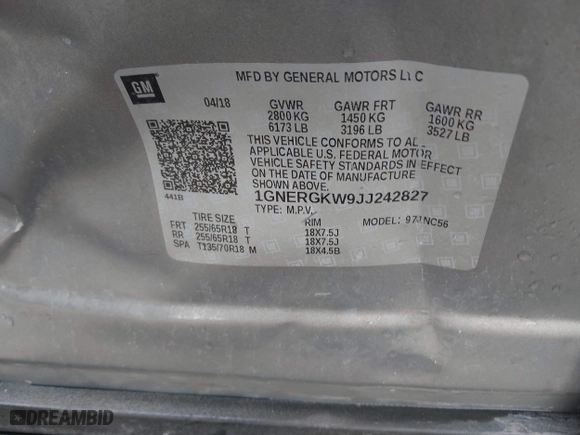 GM
MFD BY GENERAL MOTORS LLC
04/18 GVWR GAWR FRT GAWR RR
2800 KG 1450 KG 1600 KG
6173 LB 3196 LB 3527 LB
THIS VEHICLE CONFORMS TO ALL
APPLICABLE U.S. FEDERAL MOTOR
VEHICLE SAFETY STANDARDS IN EFFECT
ON THE DATE OF MANUFACTURE
SHOWN ABOVE.
441B
1GNERGKW9JJ242827
TYPE: M.P.V.
TIRE SIZE RIM MODEL:
FRT 255/65R18 T 18X7.5J
RR 255/65R18 T 18X7.5J
SPA T135/70R18 M 18X4.5B
DREAMBID